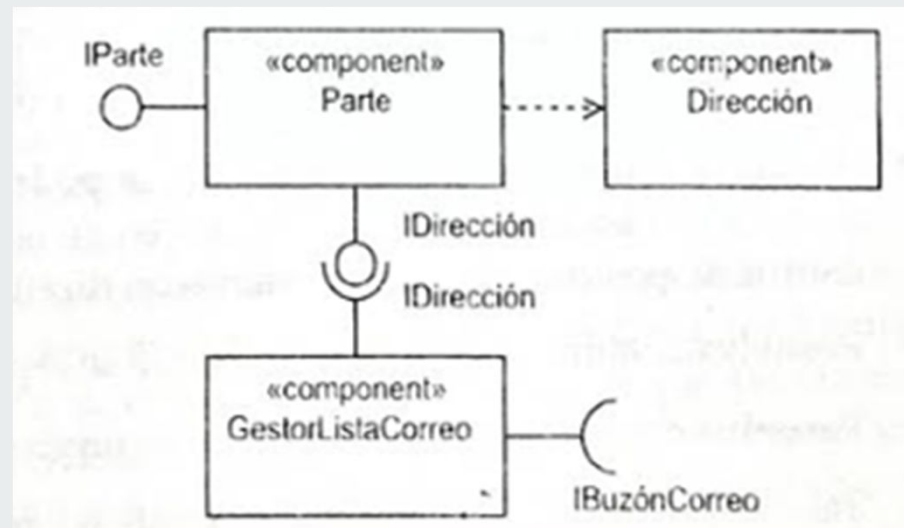 IParte
«component»
Parte
«component»
Dirección
IDirección
IDirección
«component»
GestorListaCorreo
IBuzónCorreo